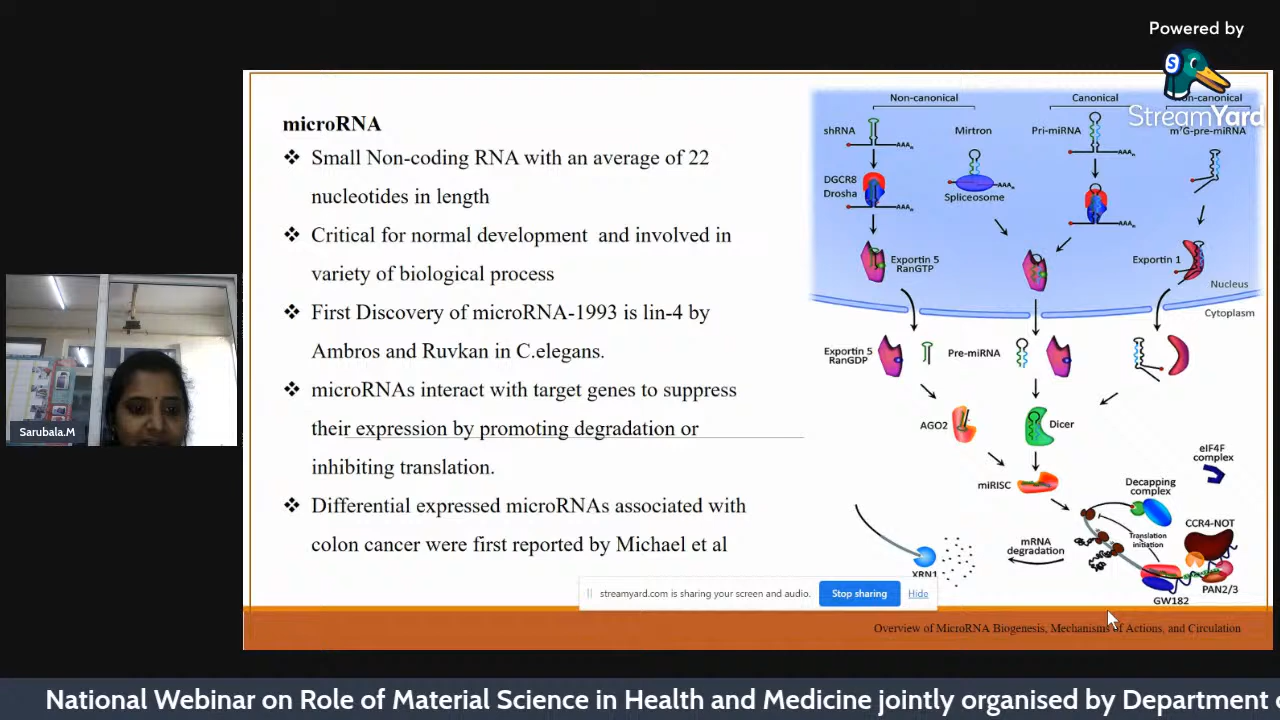 Powered by
StreamYard
microRNA
❖ Small Non-coding RNA with an average of 22
nucleotides in length
❖ Critical for normal development and involved in
variety of biological process
❖ First Discovery of microRNA-1993 is lin-4 by
Ambros and Ruvkan in C.elegans.
❖ microRNAs interact with target genes to suppress
their expression by promoting degradation or
inhibiting translation.
❖ Differential expressed microRNAs associated with
colon cancer were first reported by Michael et al
Non-canonical
Canonical
Non-canonical
shRNA
Mirtron
Pri-miRNA
m⁷G-pre-miRNA
AAAn
AAAn
DGCR8
Drosha
AAAn
Spliceosome
AAAn
AAAn
Exportin 5
RanGTP
Exportin 1
Nucleus
Cytoplasm
Exportin 5
RanGDP
Pre-miRNA
AGO2
Dicer
miRISC
eIF4F
complex
Decapping
complex
CCR4-NOT
Translation
initiation
mRNA
degradation
XRN1
PAN2/3
GW182
streamyard.com is sharing your screen and audio.
Stop sharing
Hide
Overview of MicroRNA Biogenesis, Mechanisms of Actions, and Circulation
Sarubala.M
National Webinar on Role of Material Science in Health and Medicine jointly organised by Department